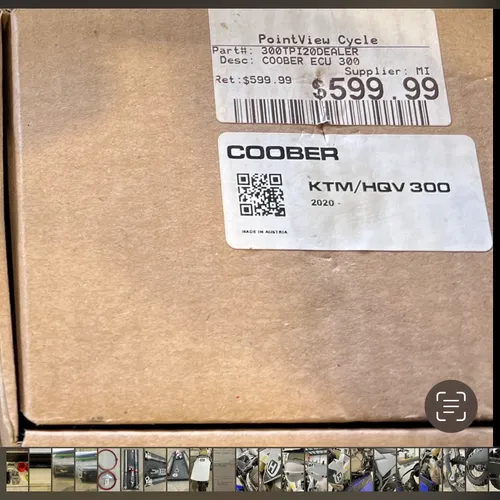 PointView Cycle
Part#: 300TPI20DEALER
Desc: COOBER ECU 300
Supplier: MI
Ret:$599.99
$599.99
COOBER
KTM/HQV 300
2020 -
MADE IN AUSTRIA